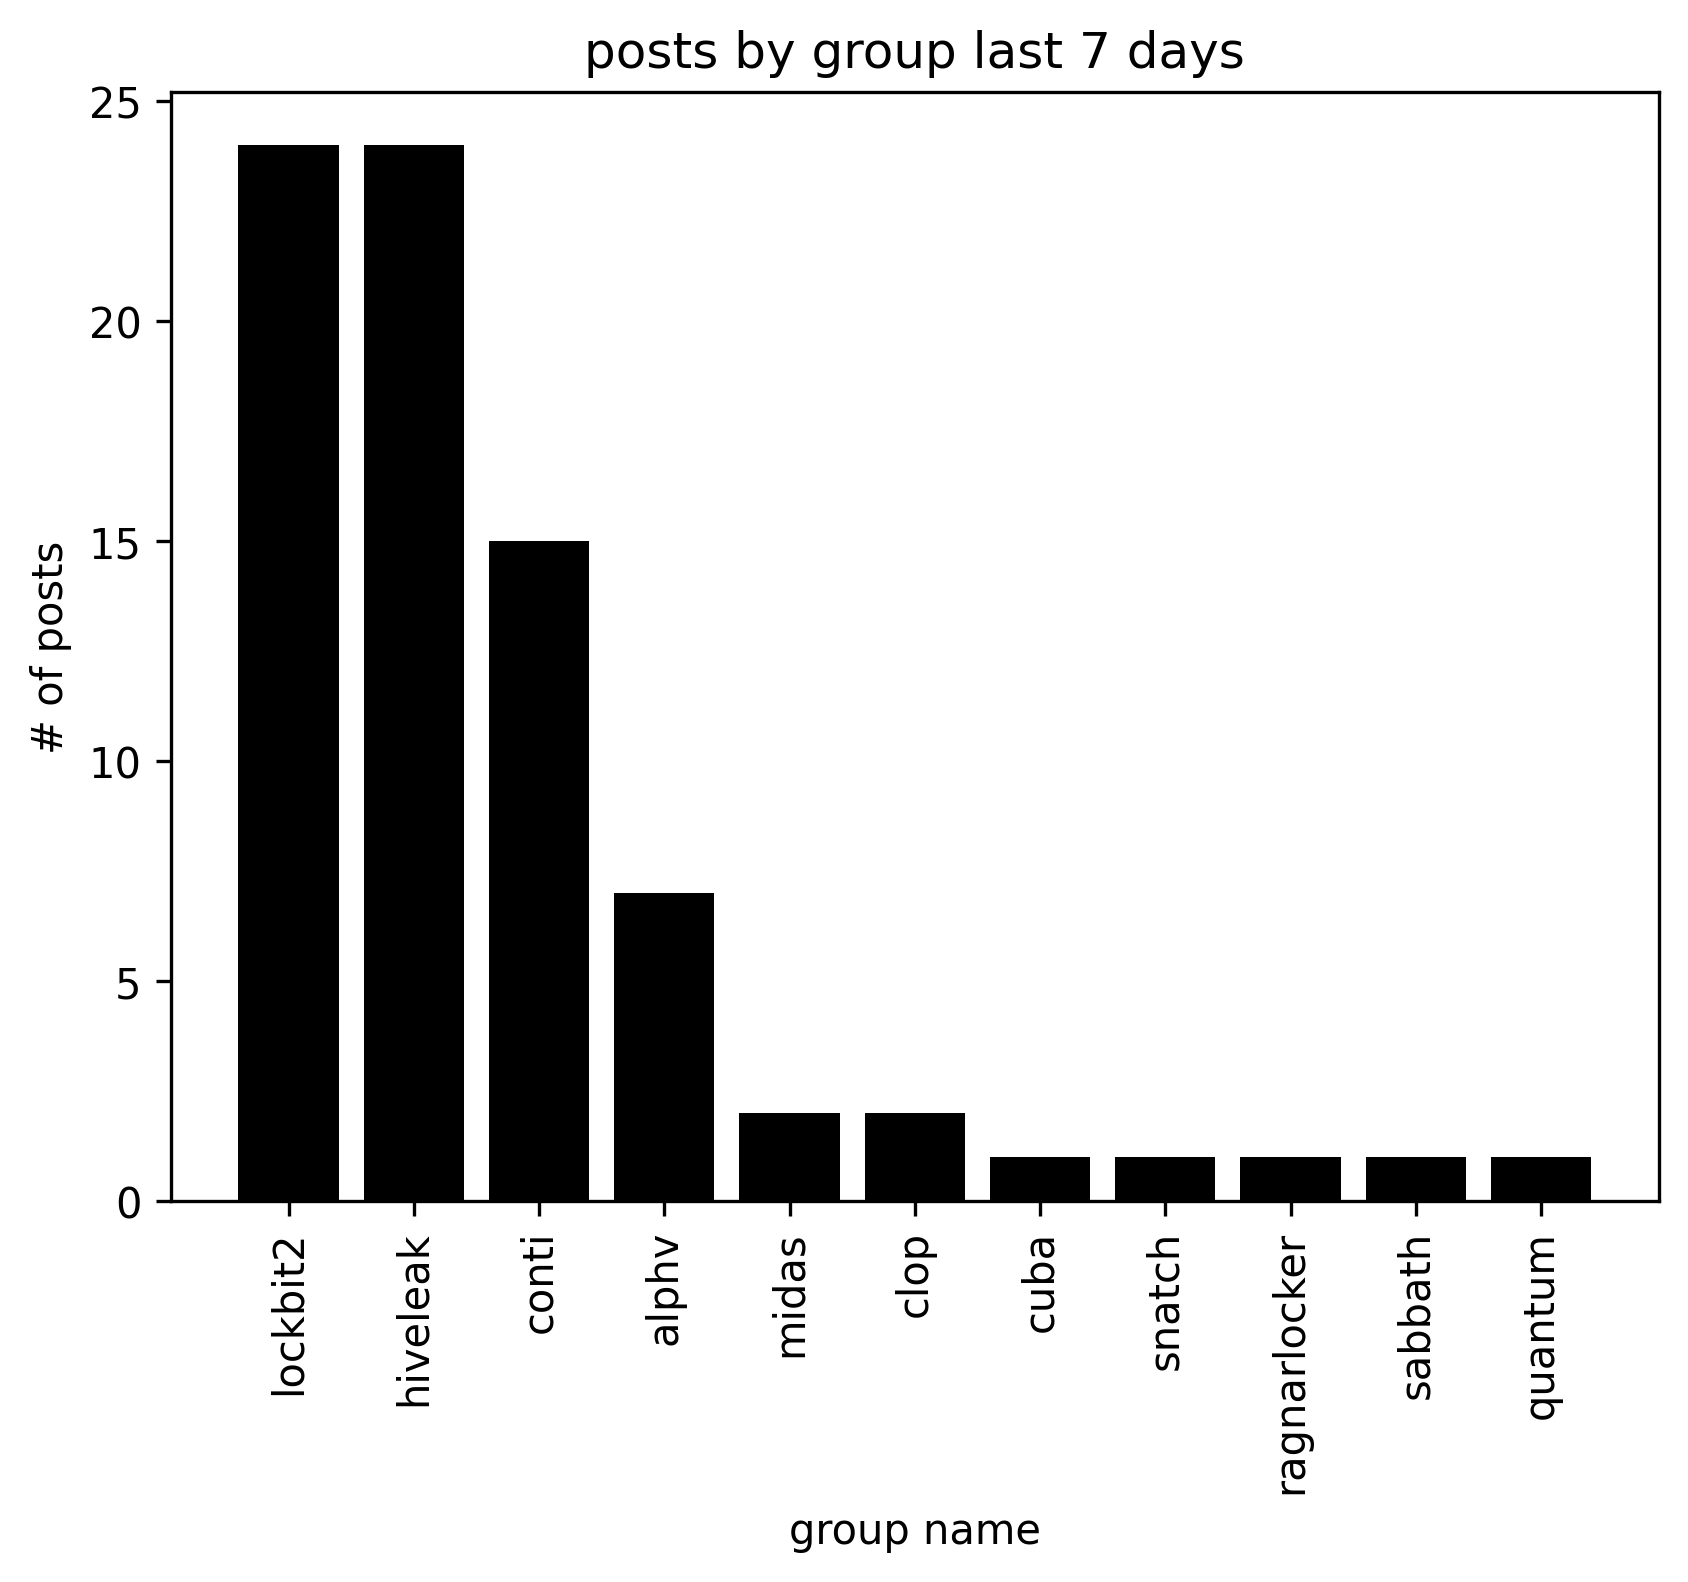 posts by group last 7 days
25
20
15
10
5
0
# of posts
lockbit2
hiveleak
conti
alphv
midas
clop
cuba
snatch
ragnarlocker
sabbath
quantum
group name